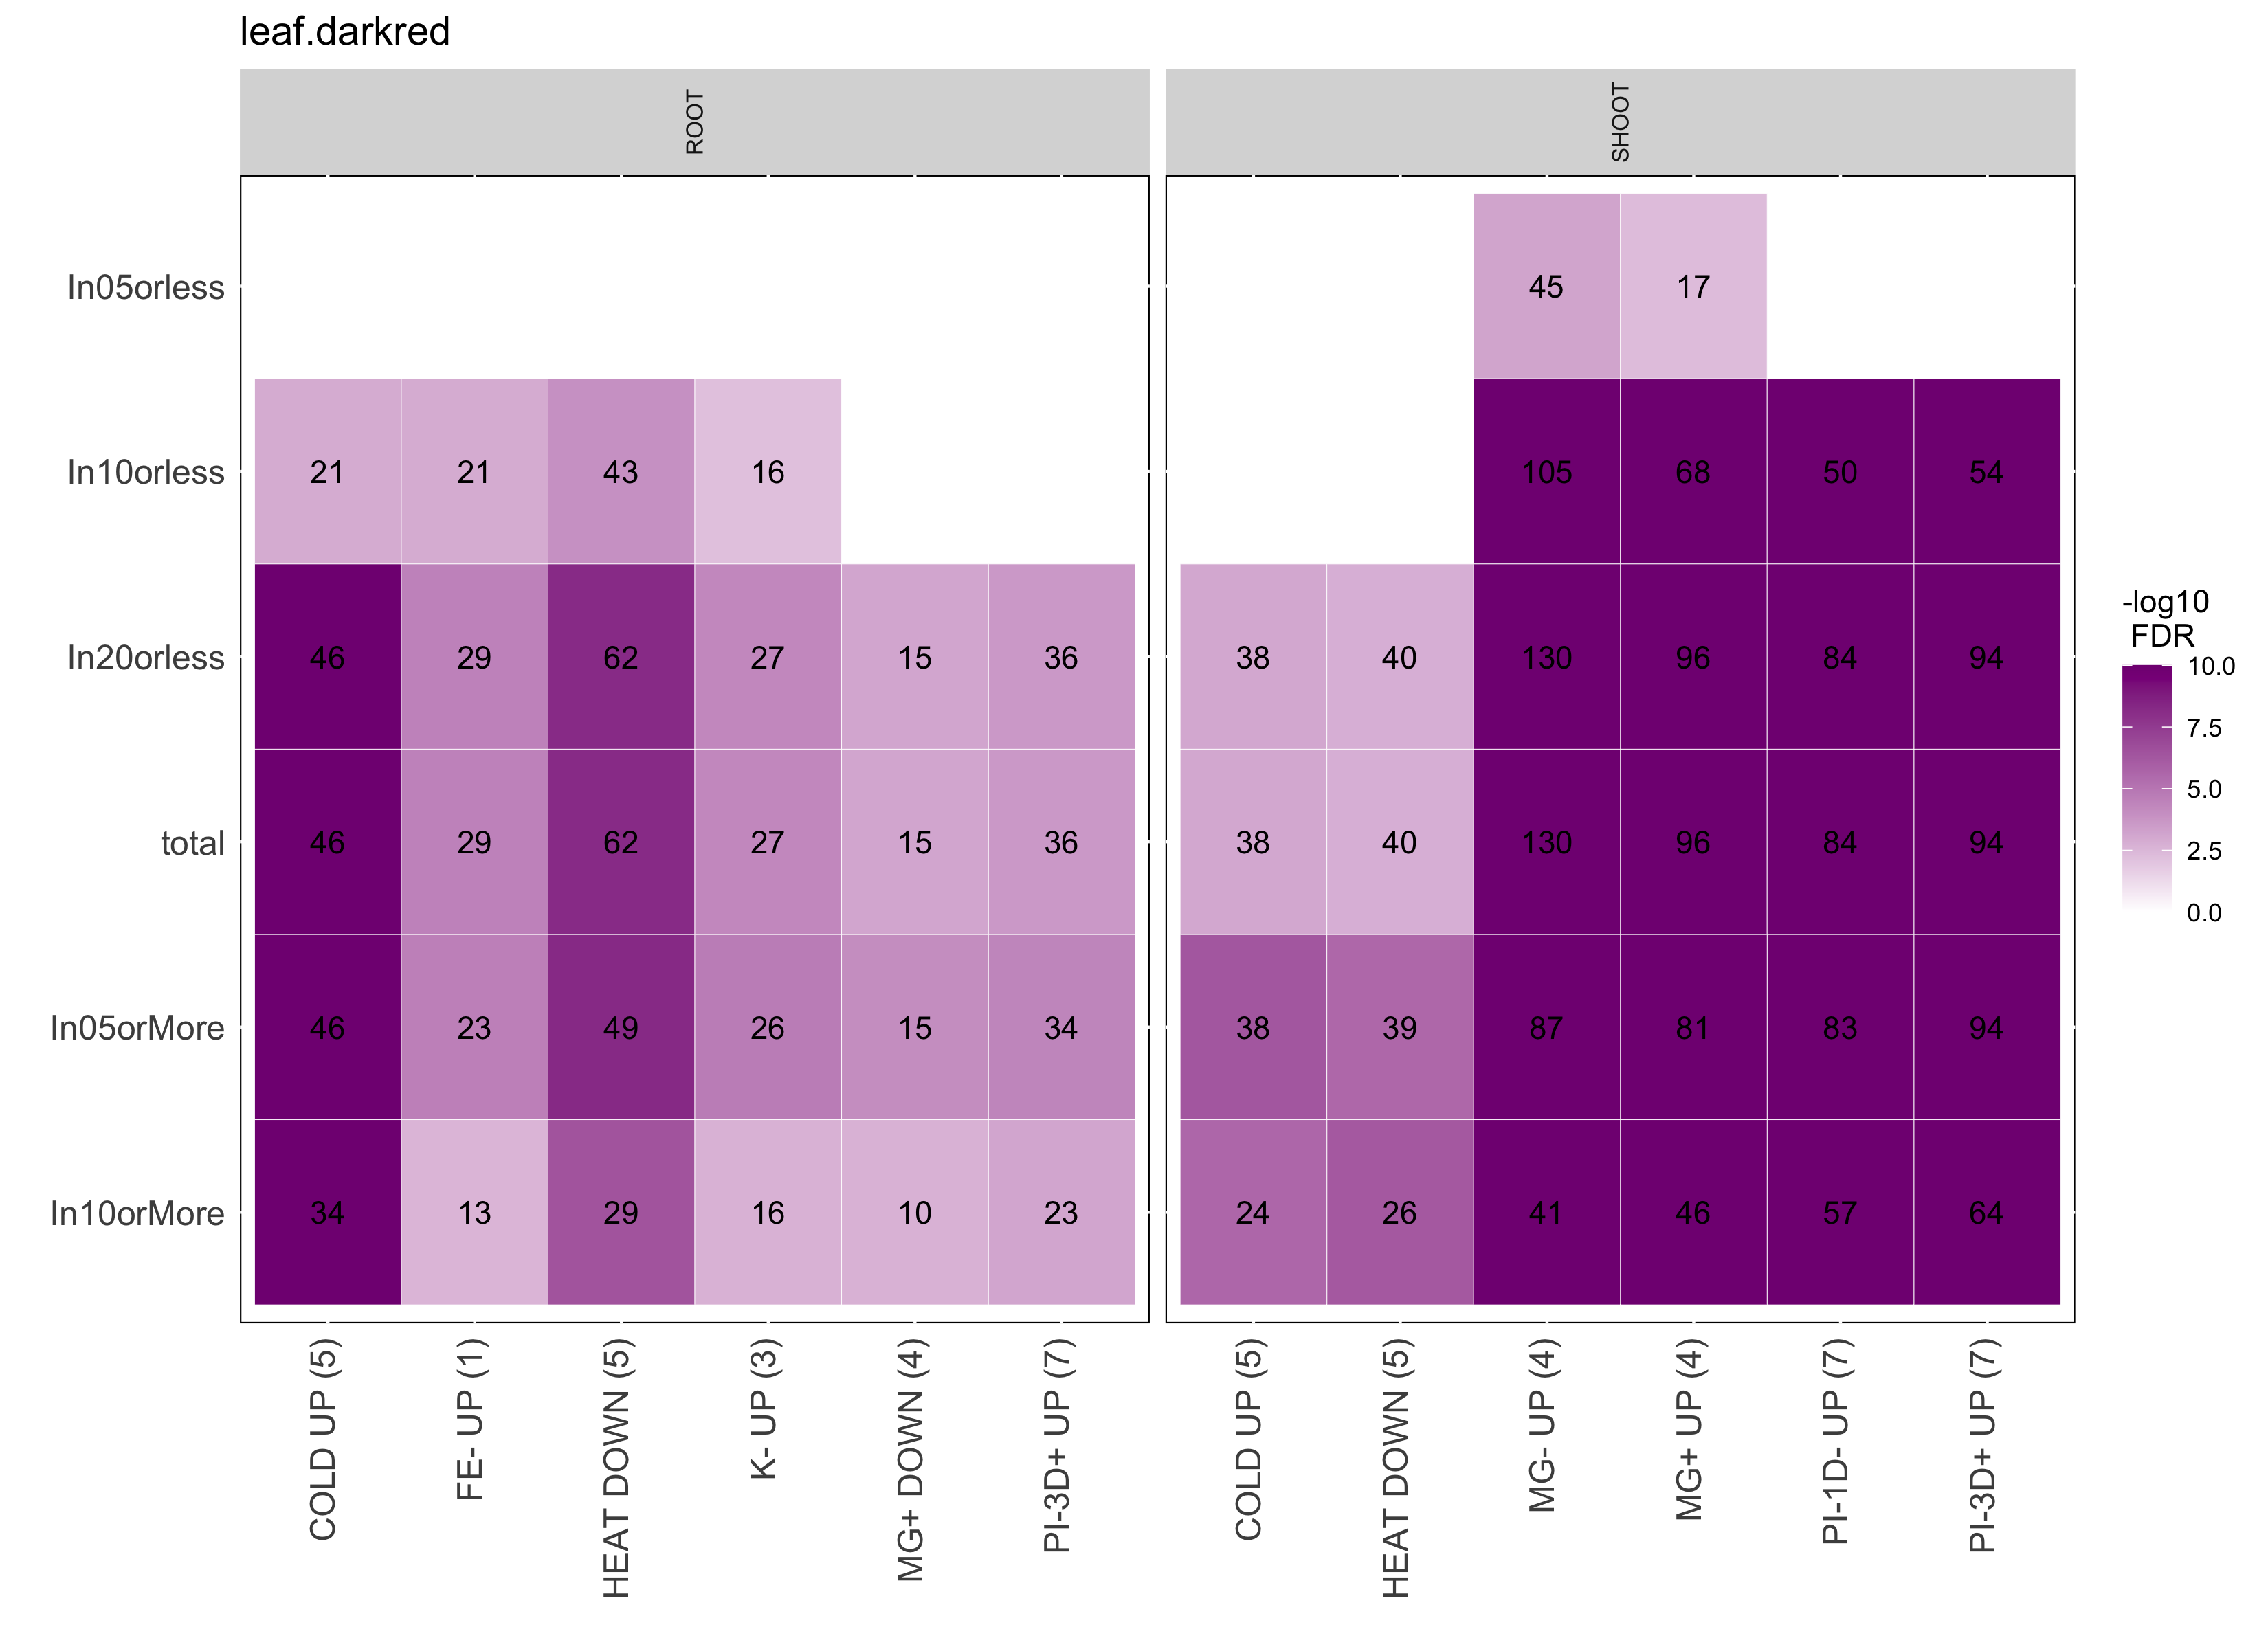 leaf.darkred
ROOT
SHOOT
In05orless
45 17
In10orless
21 21 43 16 105 68 50 54
In20orless
46 29 62 27 15 36 38 40 130 96 84 94
total
46 29 62 27 15 36 38 40 130 96 84 94
In05orMore
46 23 49 26 15 34 38 39 87 81 83 94
In10orMore
34 13 29 16 10 23 24 26 41 46 57 64
COLD UP (5)
FE- UP (1)
HEAT DOWN (5)
K- UP (3)
MG+ DOWN (4)
PI-3D+ UP (7)
COLD UP (5)
HEAT DOWN (5)
MG- UP (4)
MG+ UP (4)
PI-1D- UP (7)
PI-3D+ UP (7)
-log10
FDR
10.0
7.5
5.0
2.5
0.0